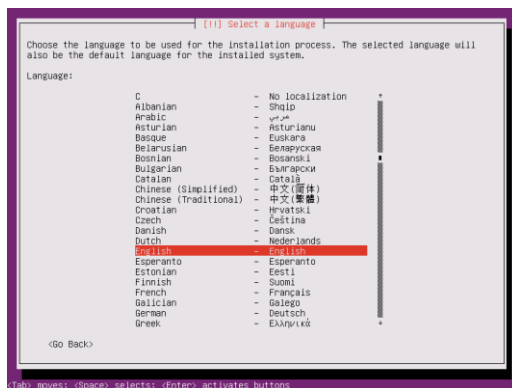 [!!] Select a language
Choose the language to be used for the installation process. The selected language will
also be the default language for the installed system.
Language:
C - No localization
Albanian - Shqip
Arabic - عربي
Asturian - Asturianu
Basque - Euskara
Belarusian - Беларуская
Bosnian - Bosanski
Bulgarian - Български
Catalan - Català
Chinese (Simplified) - 中文(简体)
Chinese (Traditional) - 中文(繁體)
Croatian - Hrvatski
Czech - Čeština
Danish - Dansk
Dutch - Nederlands
English - English
Esperanto - Esperanto
Estonian - Eesti
Finnish - Suomi
French - Français
Galician - Galego
German - Deutsch
Greek - Ελληνικά
<Go Back>
<Tab> moves; <Space> selects; <Enter> activates buttons